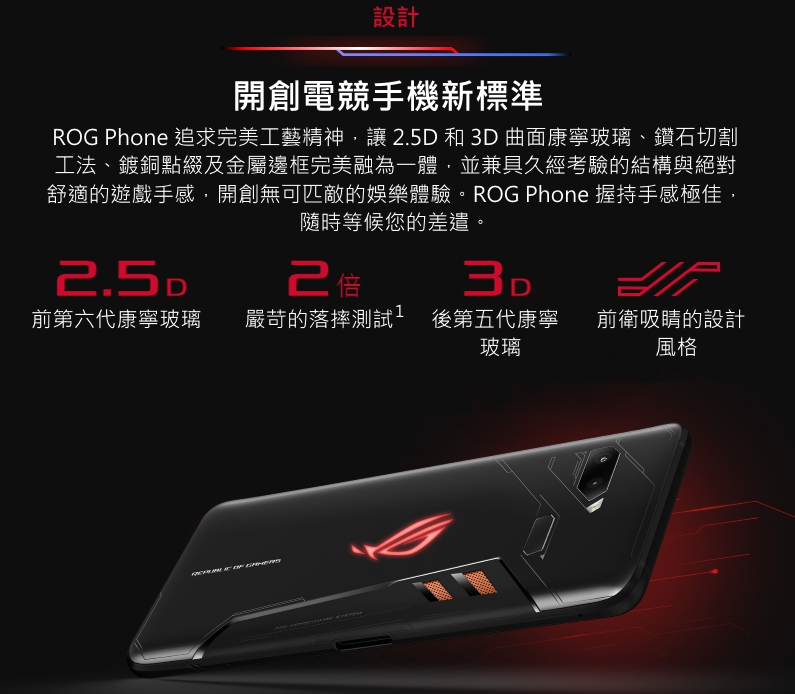 設計
開創電競手機新標準
ROG Phone 追求完美工藝精神，讓 2.5D 和 3D 曲面康寧玻璃、鑽石切割
工法、鍍銅點綴及金屬邊框完美融為一體，並兼具久經考驗的結構與絕對
舒適的遊戲手感，開創無可匹敵的娛樂體驗。ROG Phone 握持手感極佳，
隨時等候您的差遣。
2.5D
前第六代康寧玻璃
2倍
嚴苛的落摔測試1
3D
後第五代康寧
玻璃
前衛吸睛的設計
風格
REPUBLIC OF GAMERS